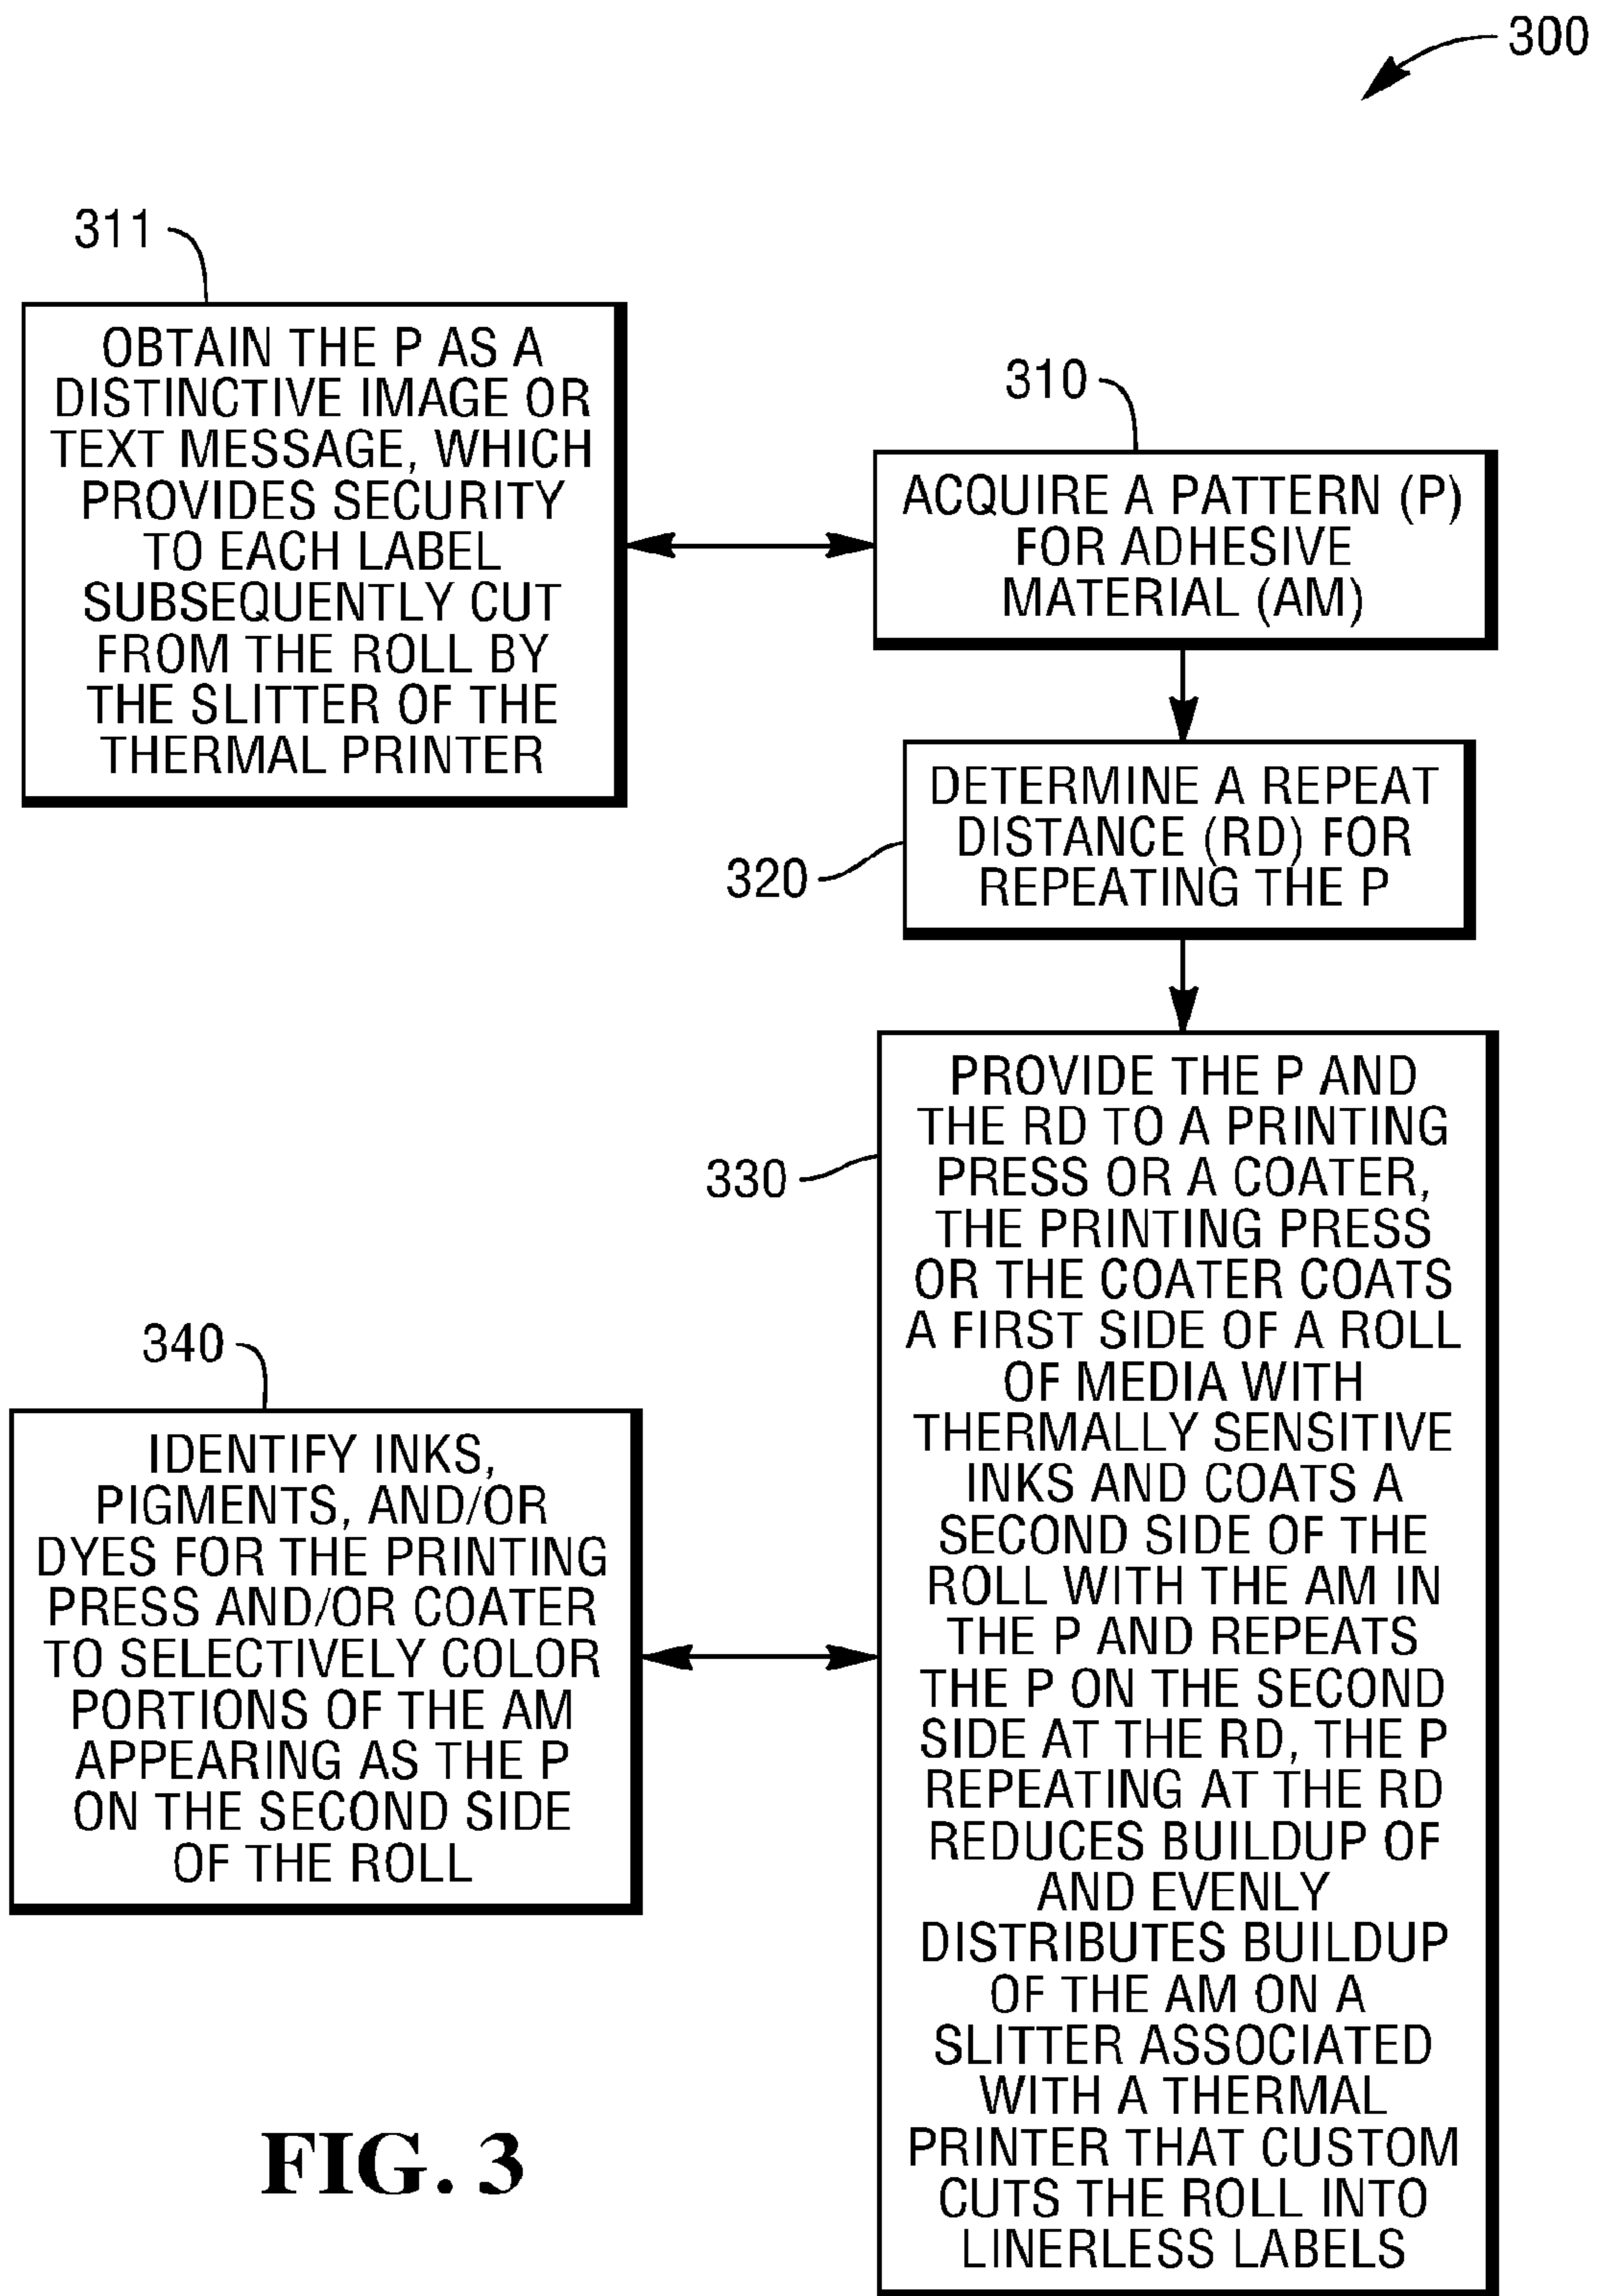 300
311
OBTAIN THE P AS A
DISTINCTIVE IMAGE OR
TEXT MESSAGE, WHICH
PROVIDES SECURITY
TO EACH LABEL
SUBSEQUENTLY CUT
FROM THE ROLL BY
THE SLITTER OF THE
THERMAL PRINTER
310
ACQUIRE A PATTERN (P)
FOR ADHESIVE
MATERIAL (AM)
320
DETERMINE A REPEAT
DISTANCE (RD) FOR
REPEATING THE P
330
PROVIDE THE P AND
THE RD TO A PRINTING
PRESS OR A COATER,
THE PRINTING PRESS
OR THE COATER COATS
A FIRST SIDE OF A ROLL
OF MEDIA WITH
THERMALLY SENSITIVE
INKS AND COATS A
SECOND SIDE OF THE
ROLL WITH THE AM IN
THE P AND REPEATS
THE P ON THE SECOND
SIDE AT THE RD, THE P
REPEATING AT THE RD
REDUCES BUILDUP OF
AND EVENLY
DISTRIBUTES BUILDUP
OF THE AM ON A
SLITTER ASSOCIATED
WITH A THERMAL
PRINTER THAT CUSTOM
CUTS THE ROLL INTO
LINERLESS LABELS
340
IDENTIFY INKS,
PIGMENTS, AND/OR
DYES FOR THE PRINTING
PRESS AND/OR COATER
TO SELECTIVELY COLOR
PORTIONS OF THE AM
APPEARING AS THE P
ON THE SECOND SIDE
OF THE ROLL
FIG. 3